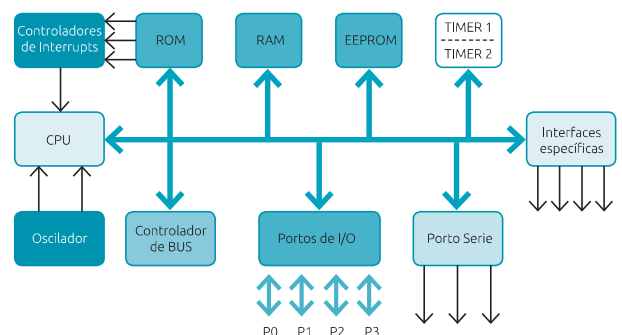 Controladores
de Interrupts
ROM
RAM
EEPROM
TIMER 1
TIMER 2
CPU
Interfaces
específicas
Oscilador
Controlador
de BUS
Portos de I/O
Porto Serie
P0
P1
P2
P3